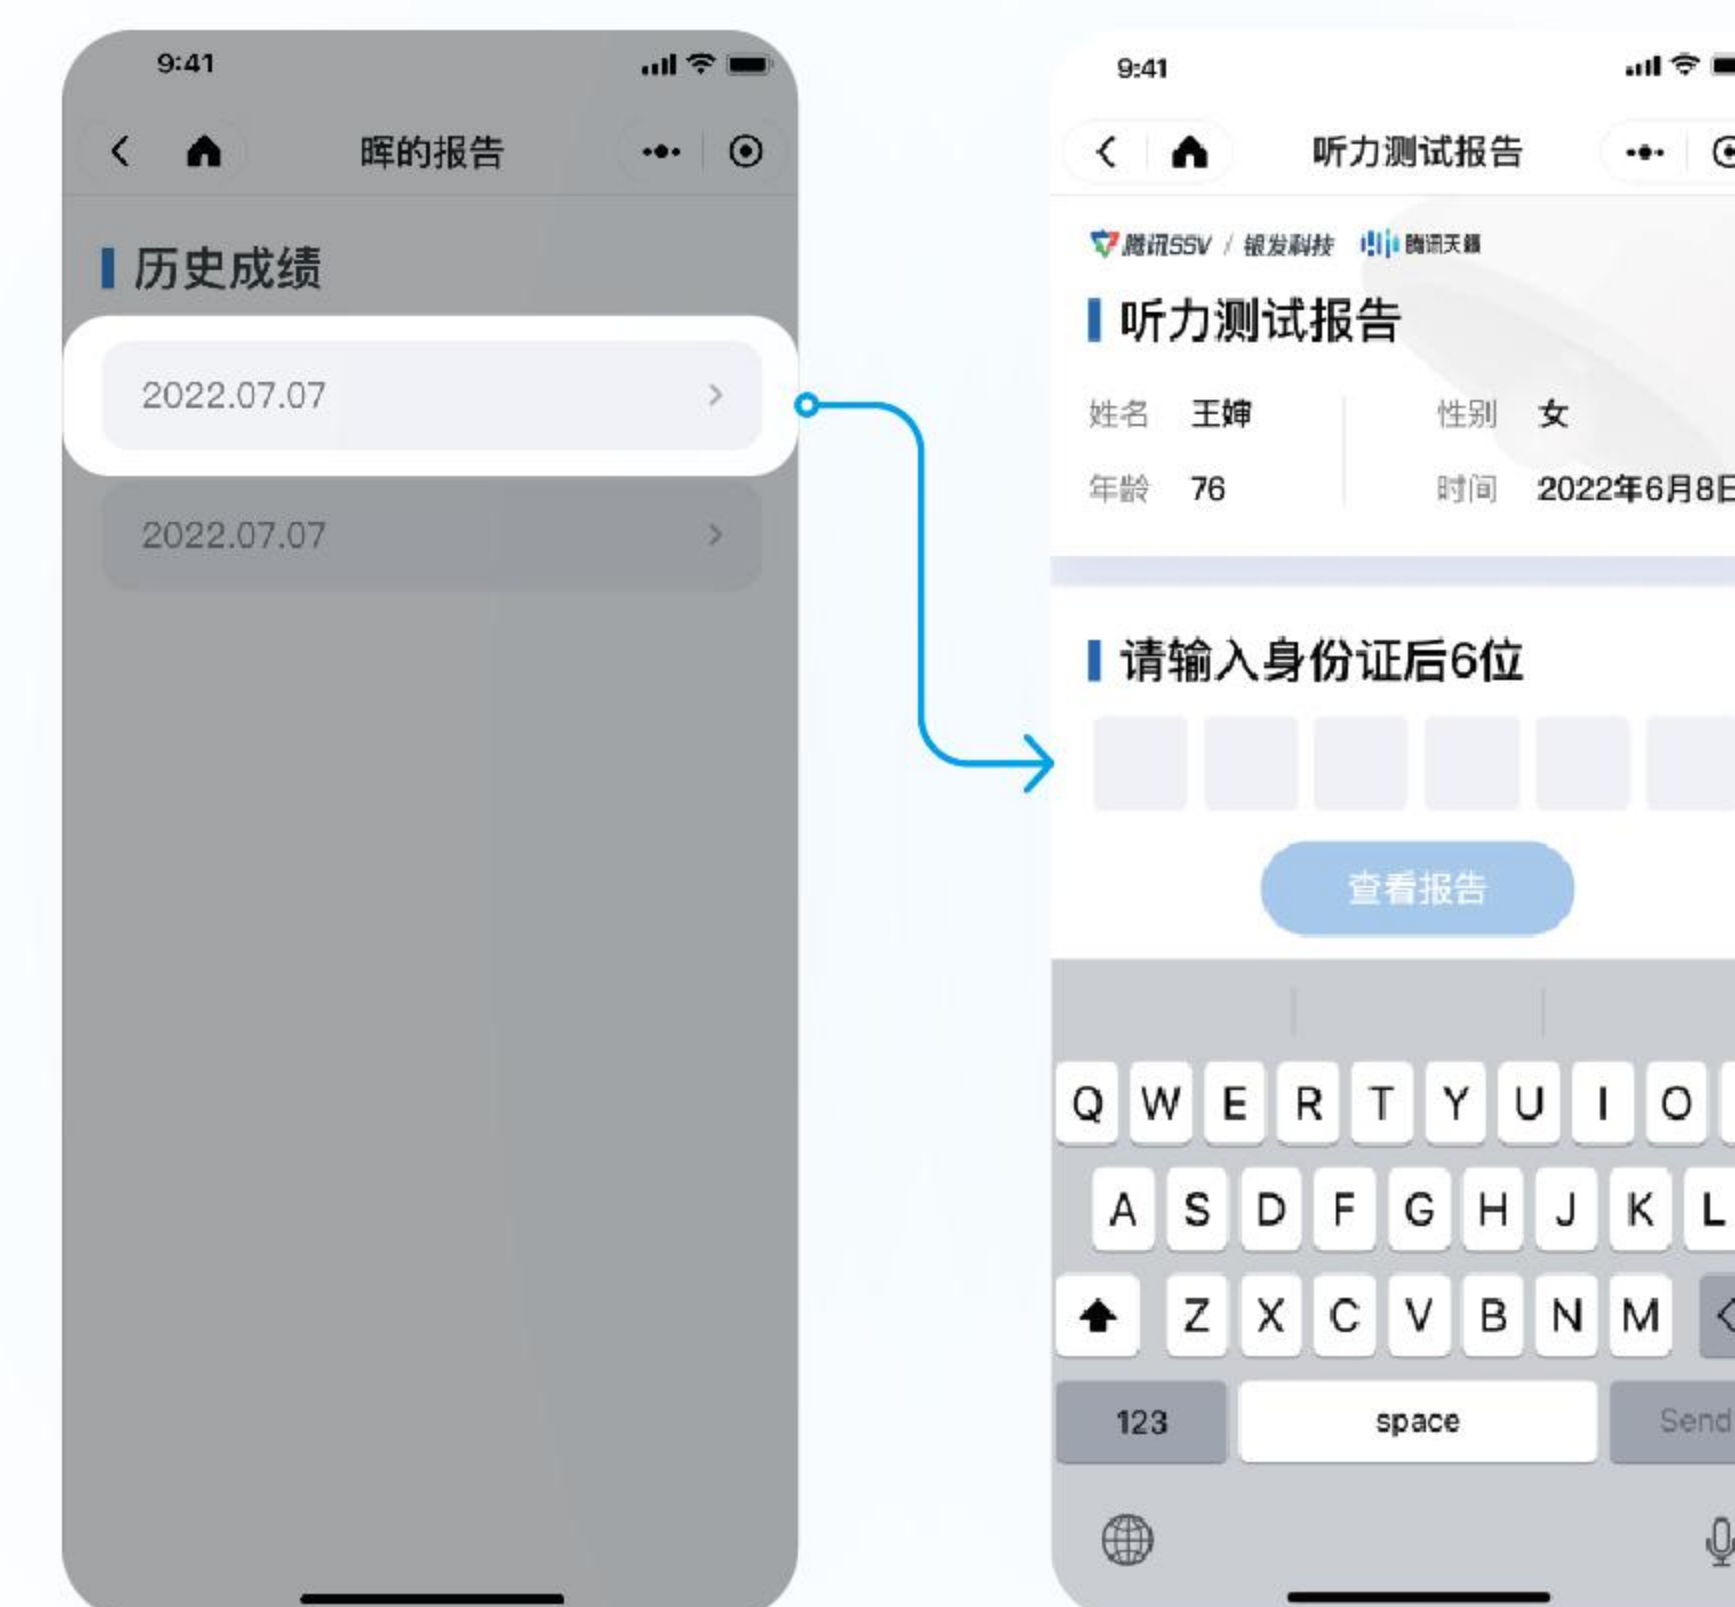 9:41
晖的报告
历史成绩
2022.07.07
2022.07.07
9:41
听力测试报告
腾讯SSV / 银发科技 腾讯天籁
听力测试报告
姓名 王婶 性别 女
年龄 76 时间 2022年6月8日
请输入身份证后6位
查看报告
Q W E R T Y U I O
A S D F G H J K L
Z X C V B N M
123 space Send